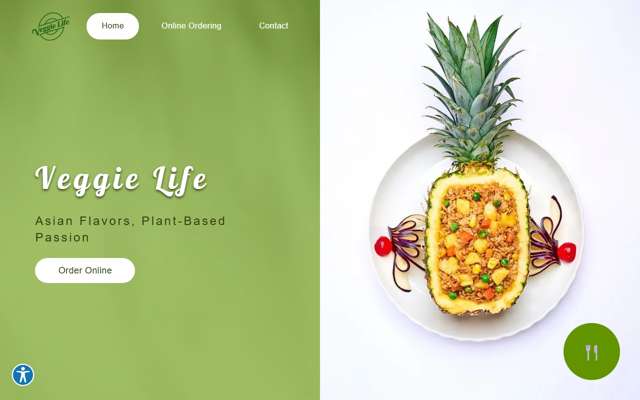 Veggie Life
Home
Online Ordering
Contact
Veggie Life
Asian Flavors, Plant-Based
Passion
Order Online